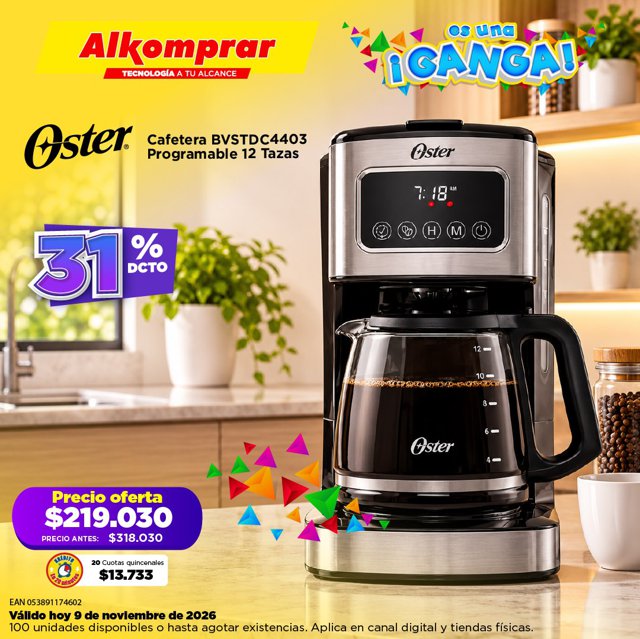 Alkomprar
TECNOLOGÍA A TU ALCANCE
es una
¡GANGA!
Oster®
Cafetera BVSTDC4403
Programable 12 Tazas
31% DCTO
Oster
7:18 AM
H M
12
10
8
6
4
Oster
Precio oferta
$219.030
PRECIO ANTES: $318.030
20 Cuotas quincenales
$13.733
EAN 053891174602
Válido hoy 9 de noviembre de 2026
100 unidades disponibles o hasta agotar existencias. Aplica en canal digital y tiendas físicas.